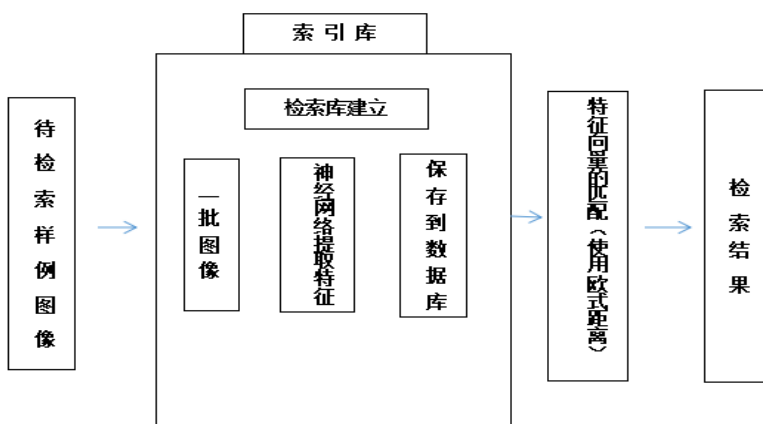 索引库
检索库建立
待检索样例图像
一批图像
神经网络提取特征
保存到数据库
特征向量的匹配（使用欧式距离）
检索结果